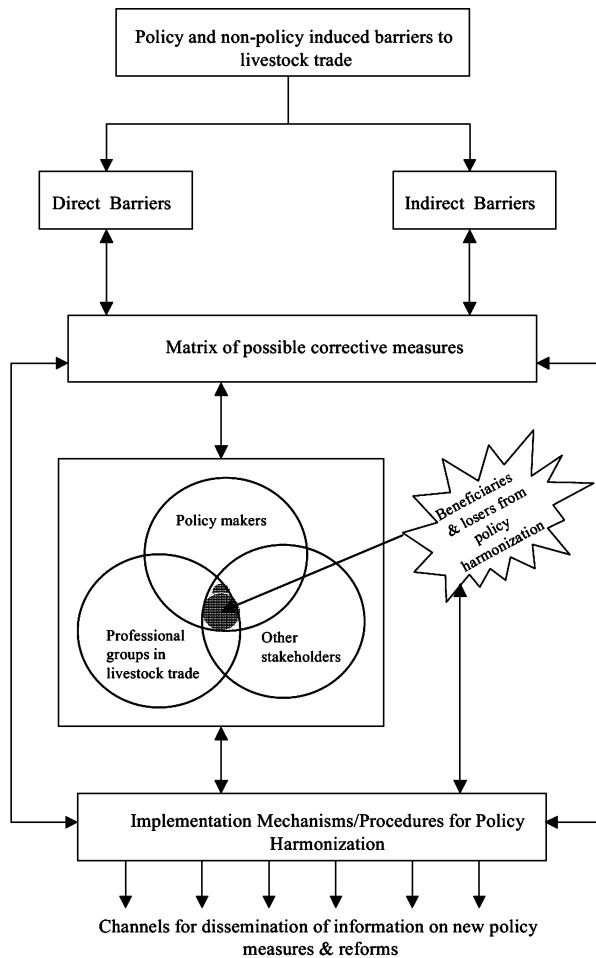 Policy and non-policy induced barriers to
livestock trade
Direct Barriers
Indirect Barriers
Matrix of possible corrective measures
Policy makers
Beneficiaries
& losers from
policy
harmonization
Professional
groups in
livestock trade
Other
stakeholders
Implementation Mechanisms/Procedures for Policy
Harmonization
Channels for dissemination of information on new policy
measures & reforms